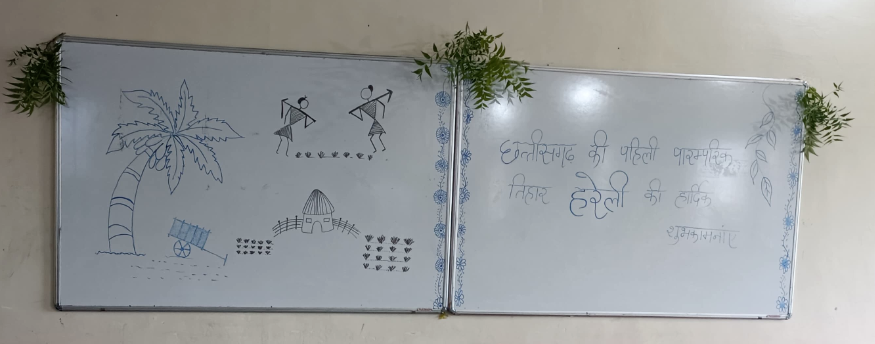 छत्तीसगढ़ की पहिली पारम्परिक
तिहार हरेली की हार्दिक
शुभकामनाएं